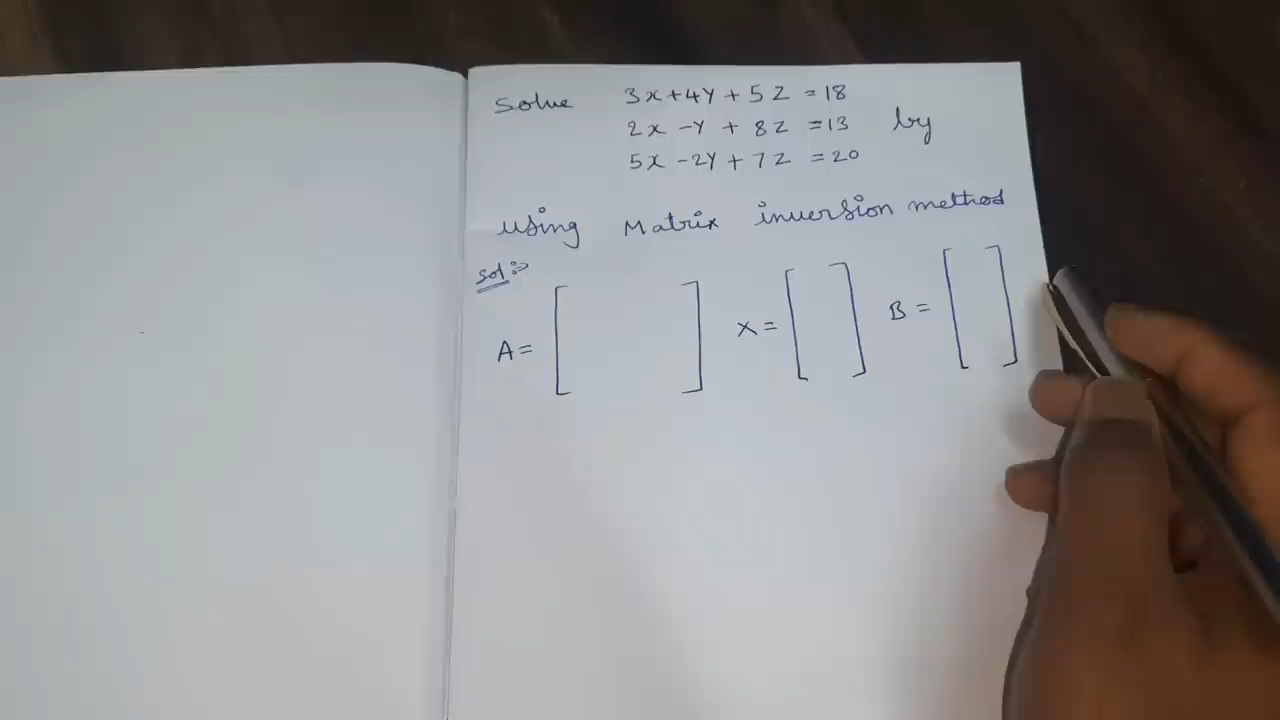 Solve 3x+4y+5z=18
2x-y+8z=13 by
5x-2y+7z=20
using Matrix inversion method
Sol:-
A= [ ] X= [ ] B= [ ]